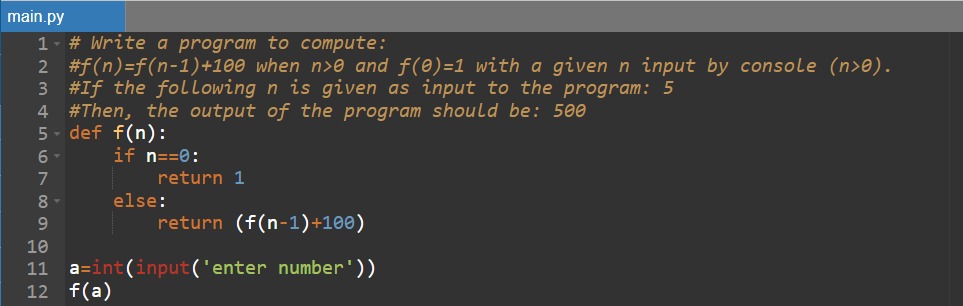 main.py
1 # Write a program to compute:
2 #f(n)=f(n-1)+100 when n>0 and f(0)=1 with a given n input by console (n>0).
3 #If the following n is given as input to the program: 5
4 #Then, the output of the program should be: 500
5 def f(n):
6     if n==0:
7         return 1
8     else:
9         return (f(n-1)+100)
10
11 a=int(input('enter number'))
12 f(a)